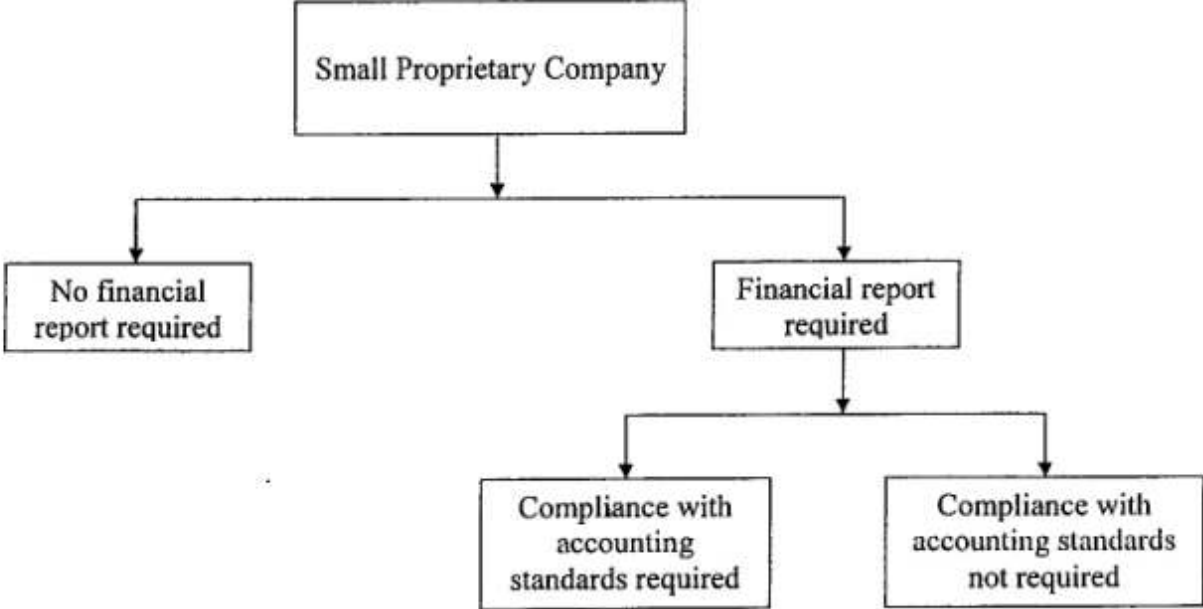 Small Proprietary Company
No financial
report required
Financial report
required
Compliance with
accounting
standards required
Compliance with
accounting standards
not required